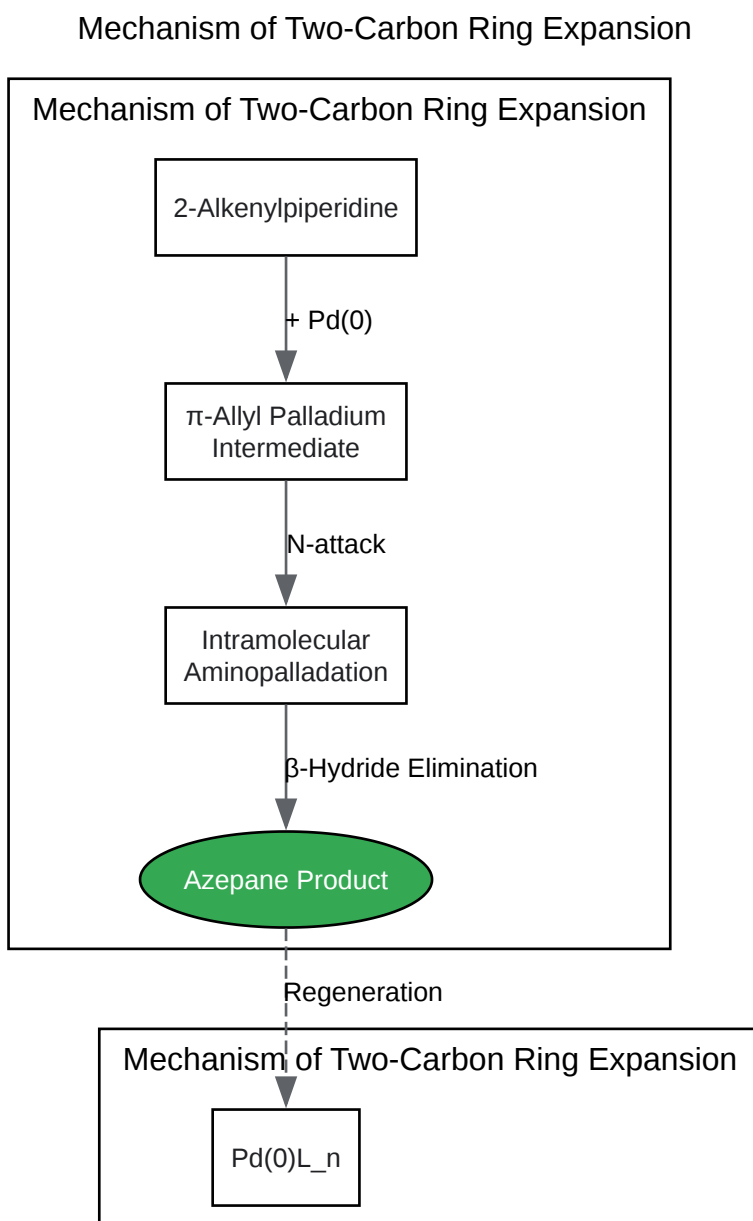 Mechanism of Two-Carbon Ring Expansion
Mechanism of Two-Carbon Ring Expansion
2-Alkenylpiperidine
+ Pd(0)
π-Allyl Palladium
Intermediate
N-attack
Intramolecular
Aminopalladation
β-Hydride Elimination
Azepane Product
Regeneration
Mechanism of Two-Carbon Ring Expansion
Pd(0)L_n